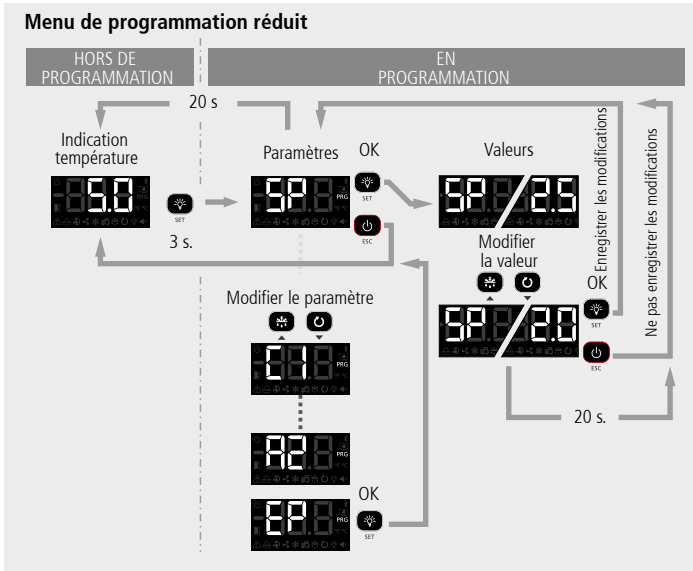 Menu de programmation réduit
HORS DE
PROGRAMMATION
EN
PROGRAMMATION
20 s
Indication
température
5.0
SET
3 s.
Paramètres
SP
PRG
OK
SET
ESC
Valeurs
SP
2.5
Modifier
la valeur
SP
2.0
OK
SET
ESC
Enregistrer les modifications
Ne pas enregistrer les modifications
20 s.
Modifier le paramètre
C1
PRG
A2
PRG
EP
PRG
OK
SET